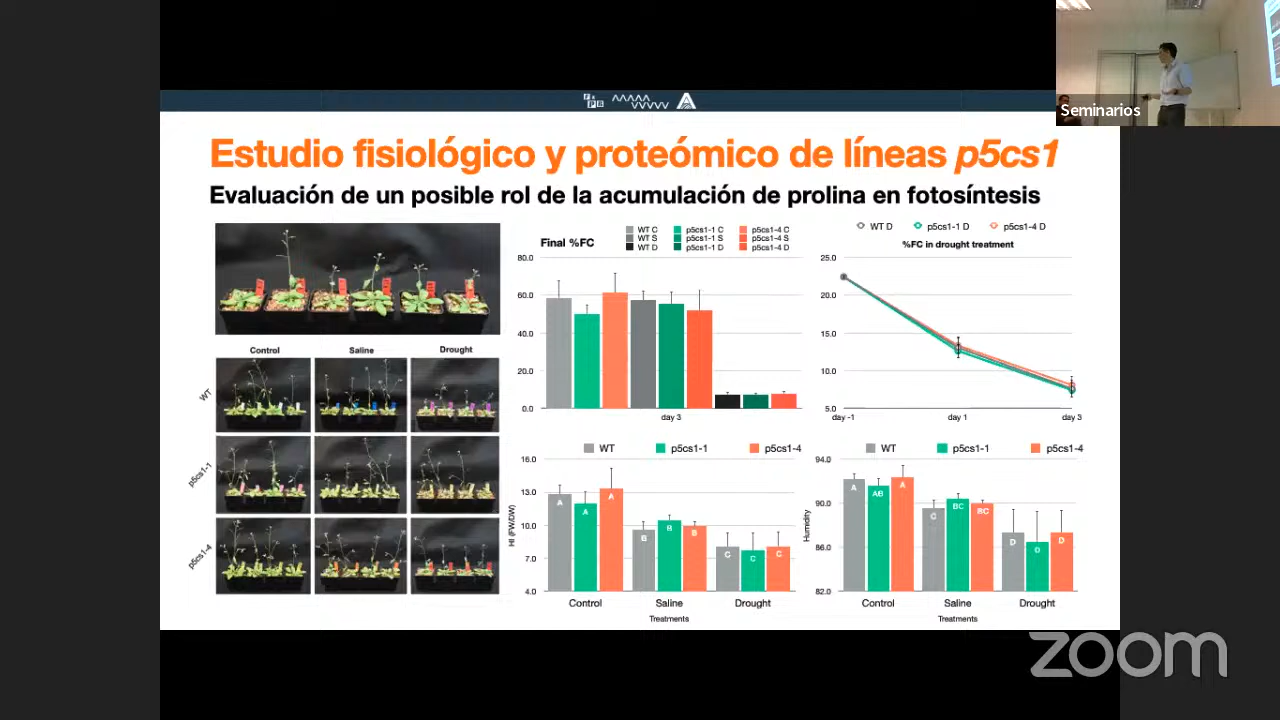 Seminarios
Estudio fisiológico y proteómico de líneas p5cs1
Evaluación de un posible rol de la acumulación de prolina en fotosíntesis
Control Saline Drought
WT
p5cs1-1
p5cs1-4
Final %FC
WT C p5cs1-1 C p5cs1-4 C
WT S p5cs1-1 S p5cs1-4 S
WT D p5cs1-1 D p5cs1-4 D
80.0
60.0
40.0
20.0
0.0
day 3
WT D p5cs1-1 D p5cs1-4 D
%FC in drought treatment
25.0
20.0
15.0
10.0
5.0
day -1 day 1 day 3
WT p5cs1-1 p5cs1-4
16.0
13.0
10.0
7.0
4.0
HI (FW/DW)
A A A
B B B
C C C
Control Saline Drought
Treatments
WT p5cs1-1 p5cs1-4
94.0
90.0
86.0
82.0
Humidity
A AB A
C BC BC
D D D
Control Saline Drought
Treatments
zoom